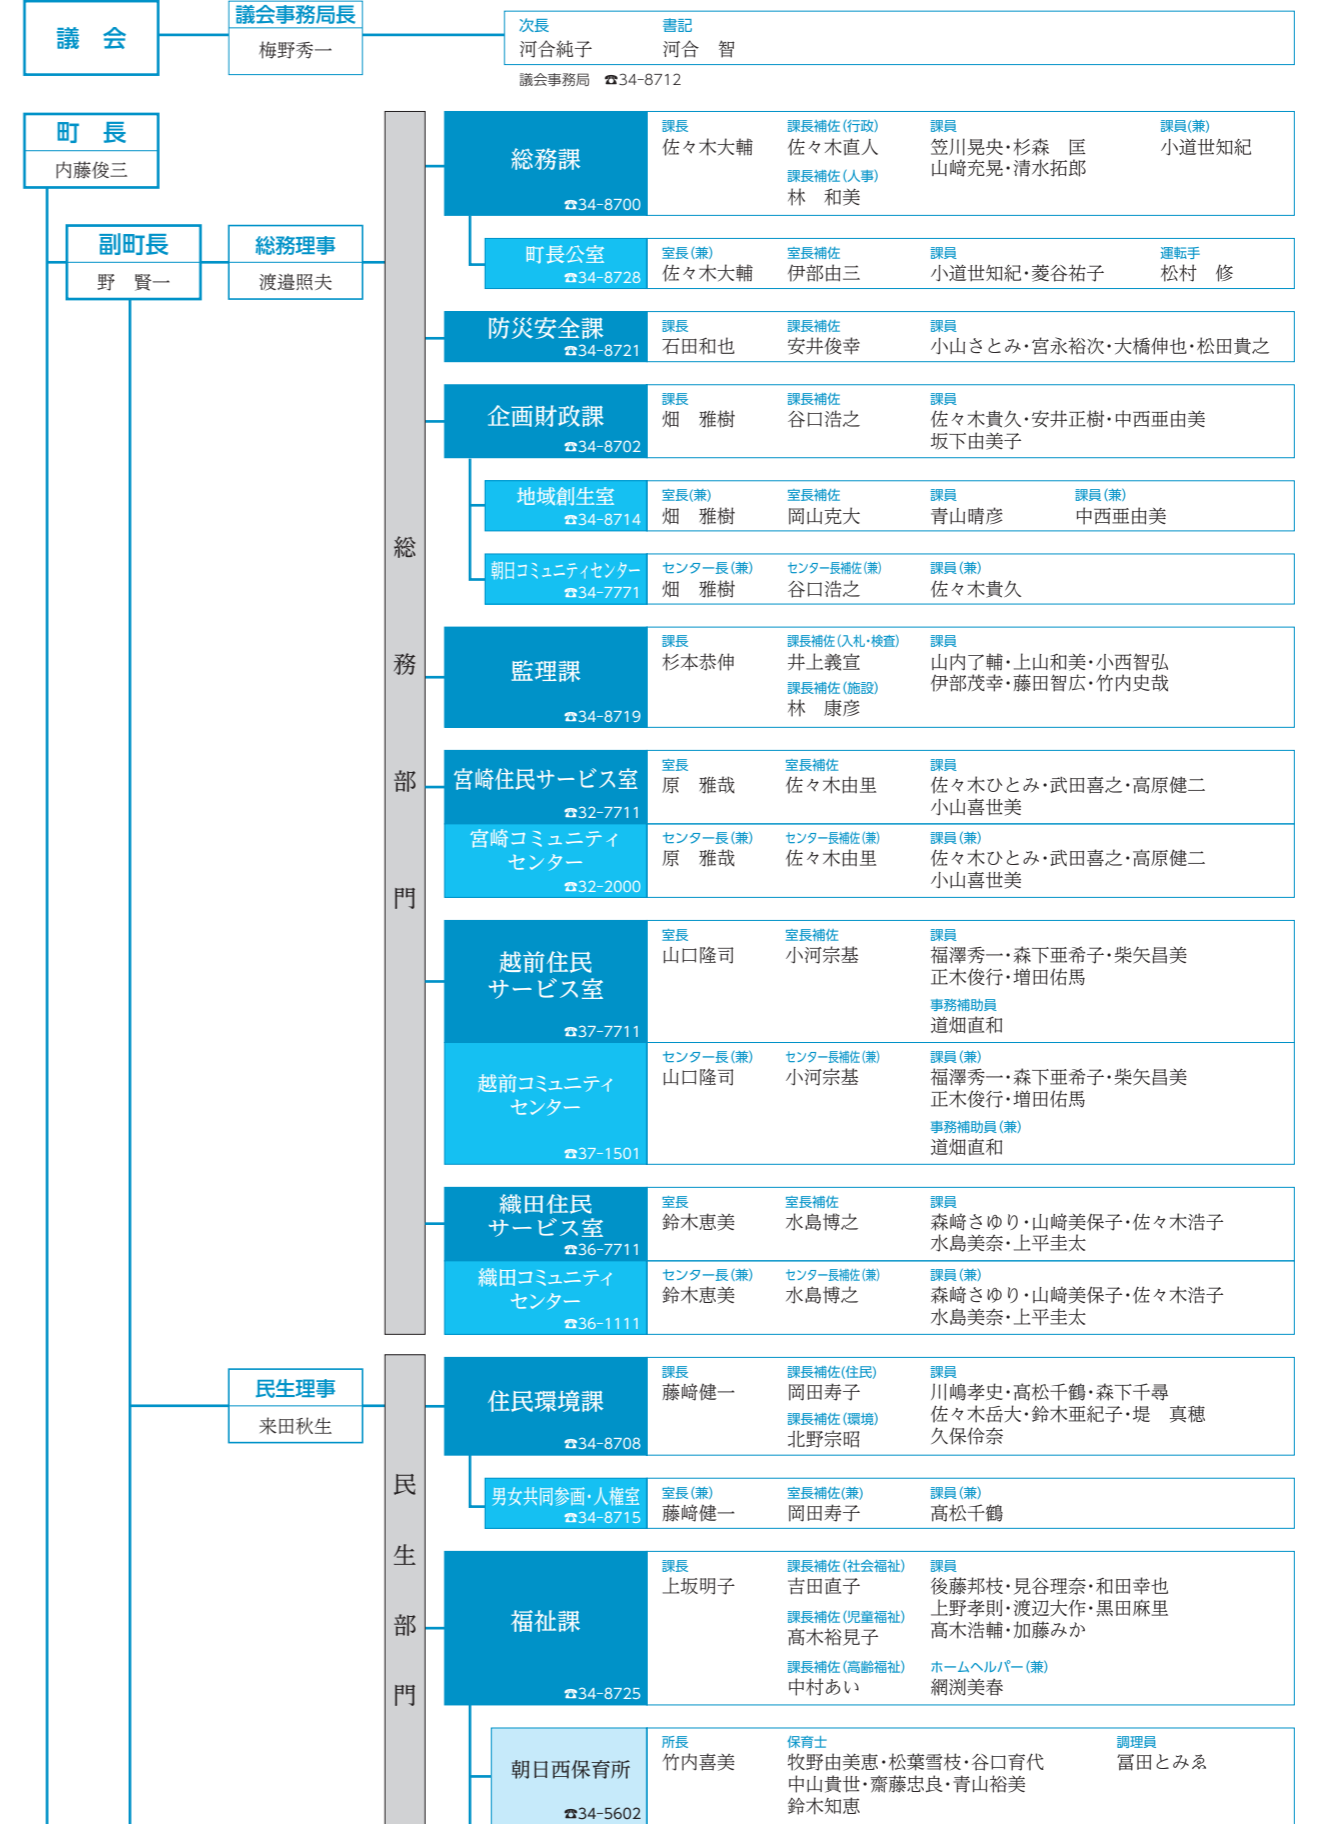 議　会
議会事務局長
梅野秀一
次長
河合純子
書記
河合　智
議会事務局　☎34-8712
町　長
内藤俊三
副町長
野　賢一
総務理事
渡邉照夫
総務部門
総務課
☎34-8700
課長
佐々木大輔
課長補佐(行政)
佐々木直人
課長補佐(人事)
林　和美
課員
笠川晃央・杉森　匡
山﨑充晃・清水拓郎
課員(兼)
小道世知紀
町長公室
☎34-8728
室長(兼)
佐々木大輔
室長補佐
伊部由三
課員
小道世知紀・菱谷祐子
運転手
松村　修
防災安全課
☎34-8721
課長
石田和也
課長補佐
安井俊幸
課員
小山さとみ・宮永裕次・大橋伸也・松田貴之
企画財政課
☎34-8702
課長
畑　雅樹
課長補佐
谷口浩之
課員
佐々木貴久・安井正樹・中西亜由美
坂下由美子
地域創生室
☎34-8714
室長(兼)
畑　雅樹
室長補佐
岡山克大
課員
青山晴彦
課員(兼)
中西亜由美
朝日コミュニティセンター
☎34-7771
センター長(兼)
畑　雅樹
センター長補佐(兼)
谷口浩之
課員(兼)
佐々木貴久
監理課
☎34-8719
課長
杉本恭伸
課長補佐(入札・検査)
井上義宣
課長補佐(施設)
林　康彦
課員
山内了輔・上山和美・小西智弘
伊部茂幸・藤田智広・竹内史哉
宮崎住民サービス室
☎32-7711
室長
原　雅哉
室長補佐
佐々木由里
課員
佐々木ひとみ・武田喜之・高原健二
小山喜世美
宮崎コミュニティ
センター
☎32-2000
センター長(兼)
原　雅哉
センター長補佐(兼)
佐々木由里
課員(兼)
佐々木ひとみ・武田喜之・高原健二
小山喜世美
越前住民
サービス室
☎37-7711
室長
山口隆司
室長補佐
小河宗基
課員
福澤秀一・森下亜希子・柴矢昌美
正木俊行・増田佑馬
事務補助員
道畑直和
越前コミュニティ
センター
☎37-1501
センター長(兼)
山口隆司
センター長補佐(兼)
小河宗基
課員(兼)
福澤秀一・森下亜希子・柴矢昌美
正木俊行・増田佑馬
事務補助員(兼)
道畑直和
織田住民
サービス室
☎36-7711
室長
鈴木恵美
室長補佐
水島博之
課員
森﨑さゆり・山﨑美保子・佐々木浩子
水島美奈・上平圭太
織田コミュニティ
センター
☎36-1111
センター長(兼)
鈴木恵美
センター長補佐(兼)
水島博之
課員(兼)
森﨑さゆり・山﨑美保子・佐々木浩子
水島美奈・上平圭太
民生理事
来田秋生
民生部門
住民環境課
☎34-8708
課長
藤﨑健一
課長補佐(住民)
岡田寿子
課長補佐(環境)
北野宗昭
課員
川嶋孝史・髙松千鶴・森下千尋
佐々木岳大・鈴木亜紀子・堤　真穂
久保伶奈
男女共同参画・人権室
☎34-8715
室長(兼)
藤﨑健一
室長補佐(兼)
岡田寿子
課員(兼)
髙松千鶴
福祉課
☎34-8725
課長
上坂明子
課長補佐(社会福祉)
吉田直子
課長補佐(児童福祉)
髙木裕見子
課長補佐(高齢福祉)
中村あい
課員
後藤邦枝・見谷理奈・和田幸也
上野孝則・渡辺大作・黒田麻里
髙木浩輔・加藤みか
ホームヘルパー(兼)
網渕美春
朝日西保育所
☎34-5602
所長
竹内喜美
保育士
牧野由美恵・松葉雪枝・谷口育代
中山貴世・齋藤忠良・青山裕美
鈴木知恵
調理員
冨田とみゑ